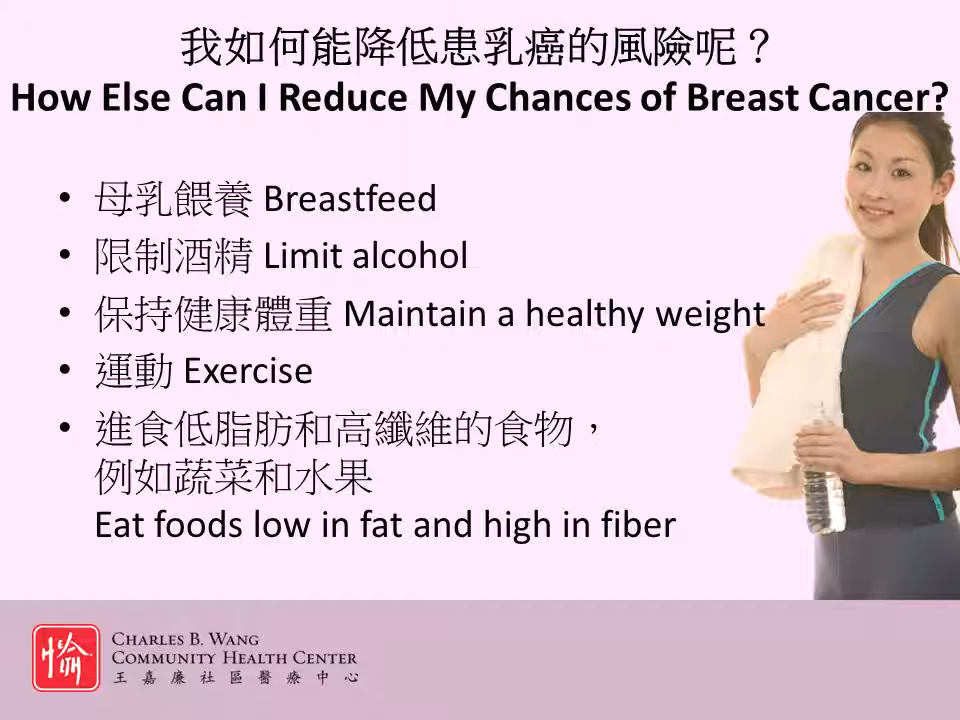 我如何能降低患乳癌的風險呢？
How Else Can I Reduce My Chances of Breast Cancer?
• 母乳餵養 Breastfeed
• 限制酒精 Limit alcohol
• 保持健康體重 Maintain a healthy weight
• 運動 Exercise
• 進食低脂肪和高纖維的食物，
例如蔬菜和水果
Eat foods low in fat and high in fiber
CHARLES B. WANG
COMMUNITY HEALTH CENTER
王嘉廉社區醫療中心